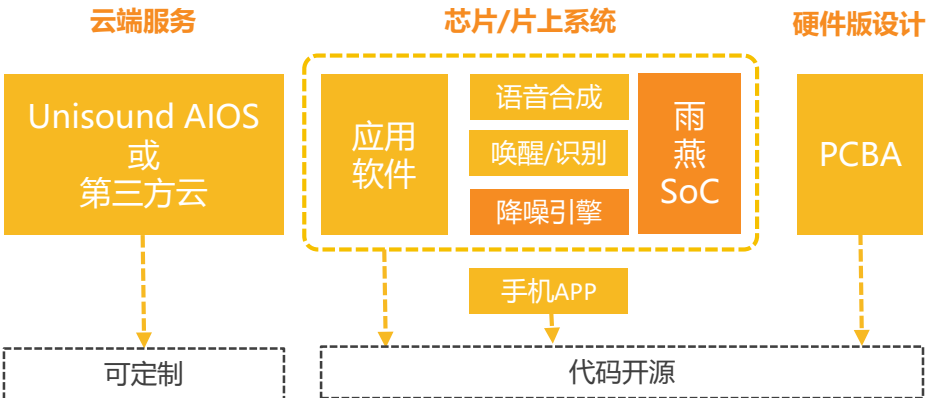 云端服务
芯片/片上系统
硬件版设计
Unisound AIOS
或
第三方云
应用
软件
语音合成
唤醒/识别
降噪引擎
雨
燕
SoC
PCBA
手机APP
可定制
代码开源